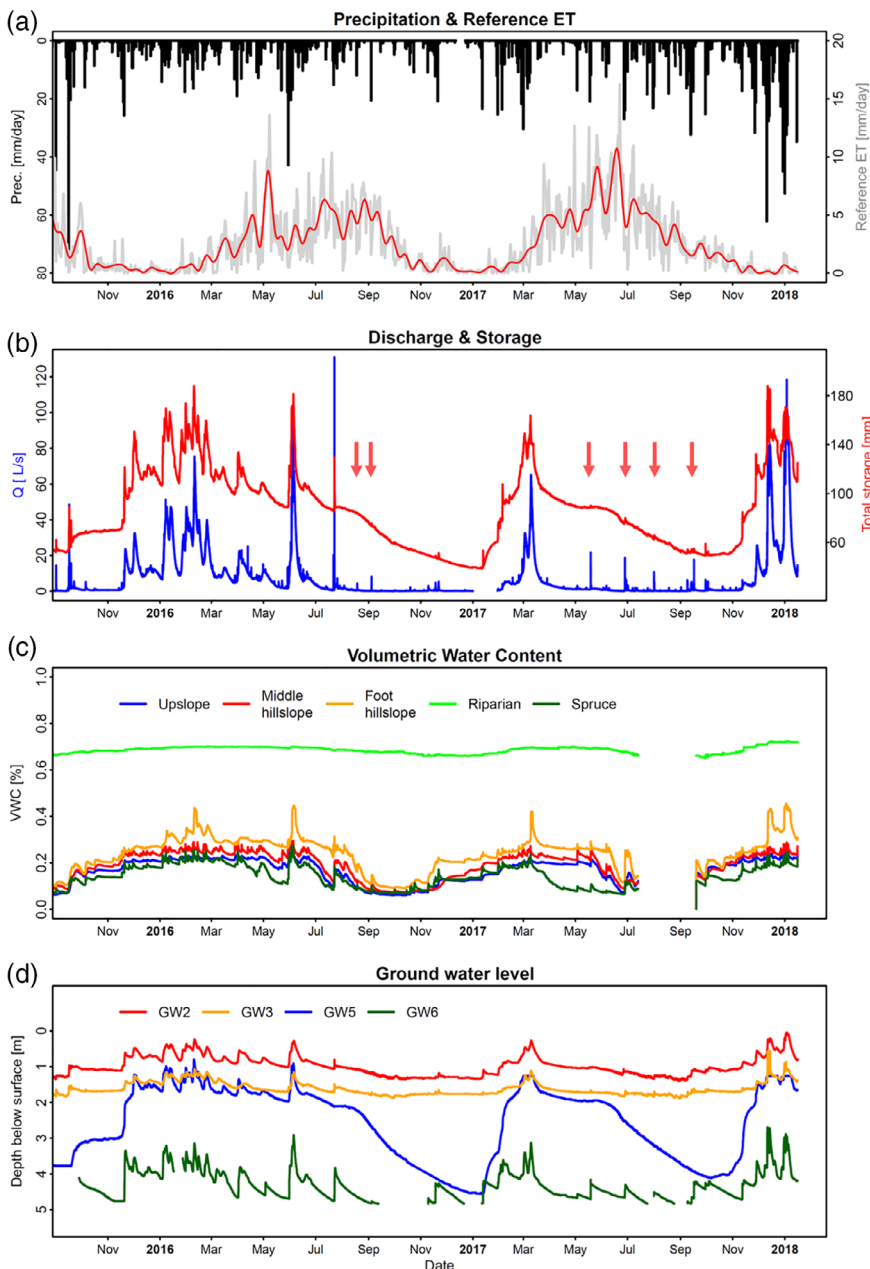 (a)
Precipitation & Reference ET
0
20
40
60
80
Prec. [mm/day]
20
15
10
5
0
Reference ET [mm/day]
Nov 2016 Mar May Jul Sep Nov 2017 Mar May Jul Sep Nov 2018
(b)
Discharge & Storage
120
100
80
60
40
20
0
Q [ L/s]
180
140
100
60
Total storage [mm]
Nov 2016 Mar May Jul Sep Nov 2017 Mar May Jul Sep Nov 2018
(c)
Volumetric Water Content
1.0
0.8
0.6
0.4
0.2
0.0
VWC [%]
Upslope Middle Foot Riparian Spruce
hillslope hillslope
Nov 2016 Mar May Jul Sep Nov 2017 Mar May Jul Sep Nov 2018
(d)
Ground water level
GW2 GW3 GW5 GW6
0
1
2
3
4
5
Depth below surface [m]
Nov 2016 Mar May Jul Sep Nov 2017 Mar May Jul Sep Nov 2018
Date